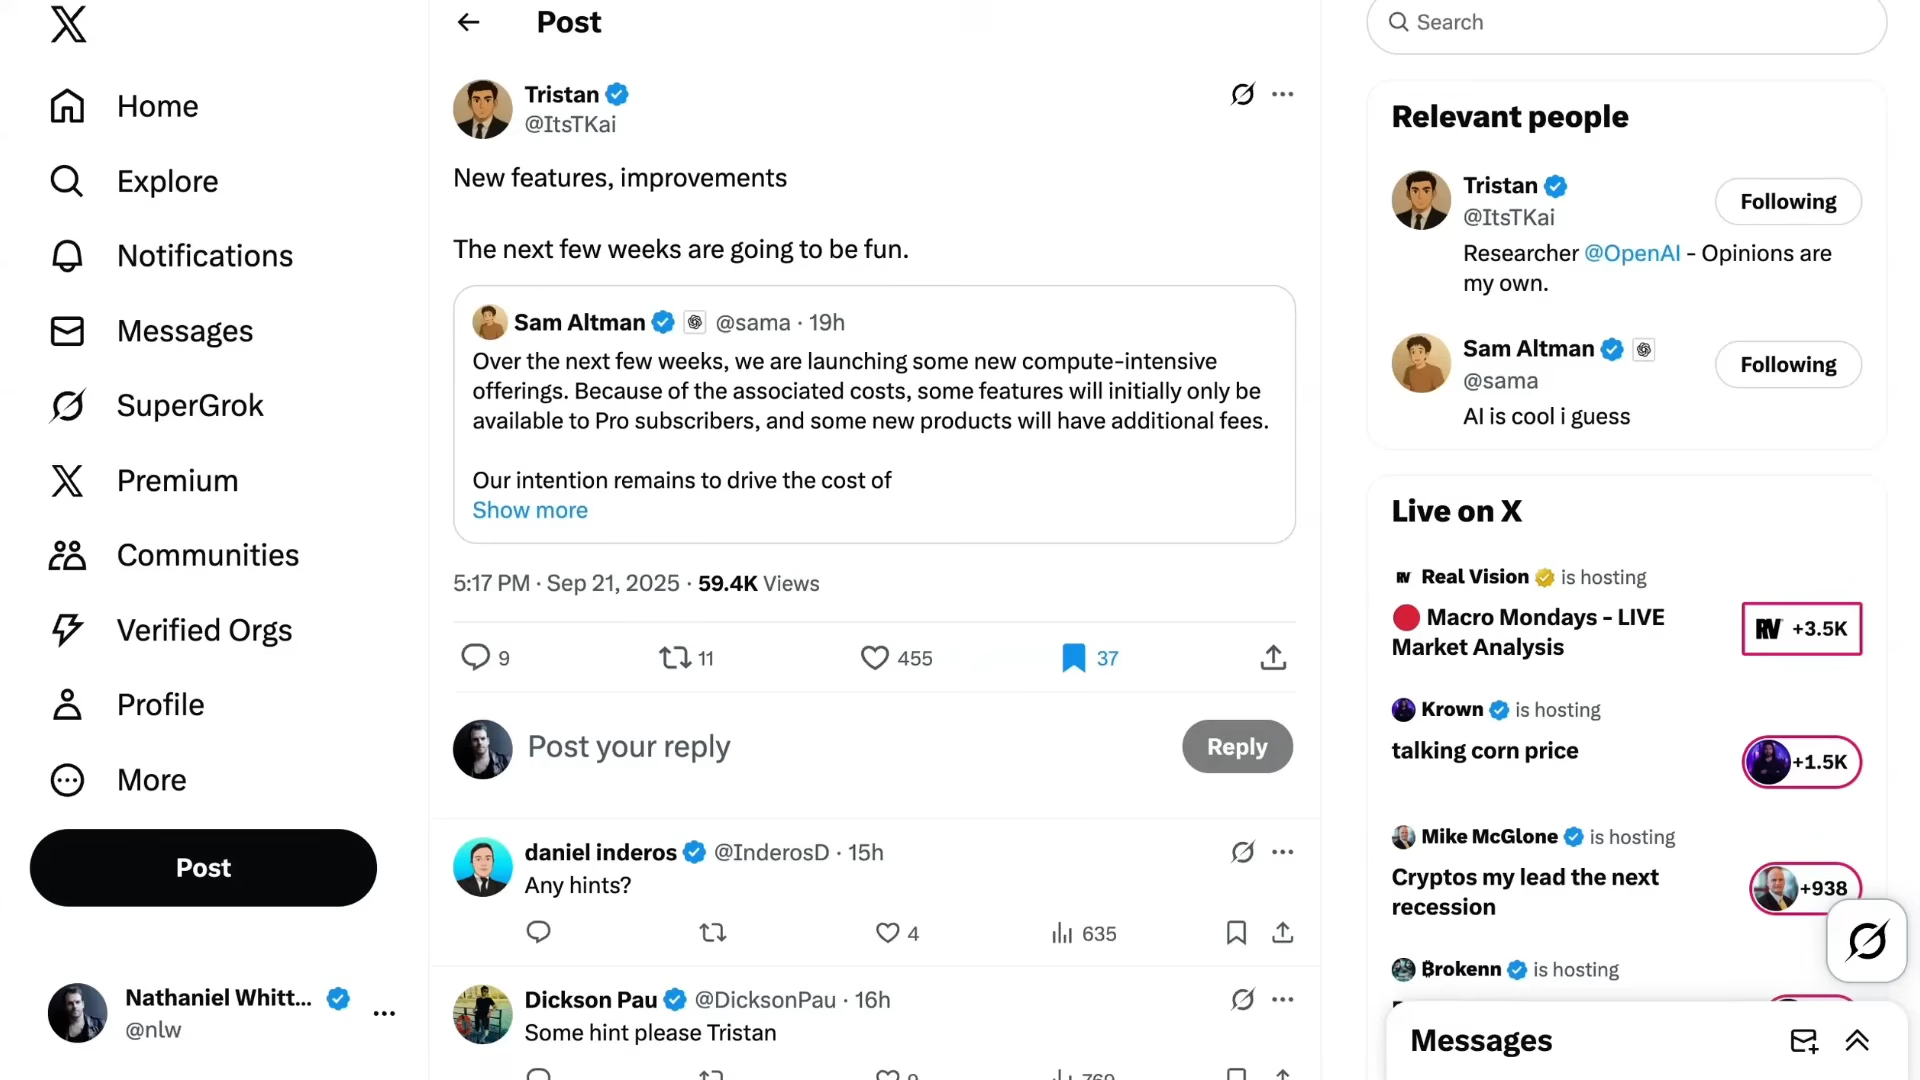 Home
Explore
Notifications
Messages
SuperGrok
Premium
Communities
Verified Orgs
Profile
More
Post
Nathaniel Whitt...
@nlw
Post
Tristan
@ItsTKai
New features, improvements
The next few weeks are going to be fun.
Sam Altman @sama · 19h
Over the next few weeks, we are launching some new compute-intensive
offerings. Because of the associated costs, some features will initially only be
available to Pro subscribers, and some new products will have additional fees.
Our intention remains to drive the cost of
Show more
5:17 PM · Sep 21, 2025 · 59.4K Views
9 11 455 37
Post your reply
Reply
daniel inderos @InderosD · 15h
Any hints?
4 635
Dickson Pau @DicksonPau · 16h
Some hint please Tristan
Search
Relevant people
Tristan
@ItsTKai
Following
Researcher @OpenAI - Opinions are
my own.
Sam Altman
@sama
Following
AI is cool i guess
Live on X
RV Real Vision is hosting
Macro Mondays - LIVE
Market Analysis
RV +3.5K
Krown is hosting
talking corn price
+1.5K
Mike McGlone is hosting
Cryptos my lead the next
recession
+938
₿rokenn is hosting
Messages